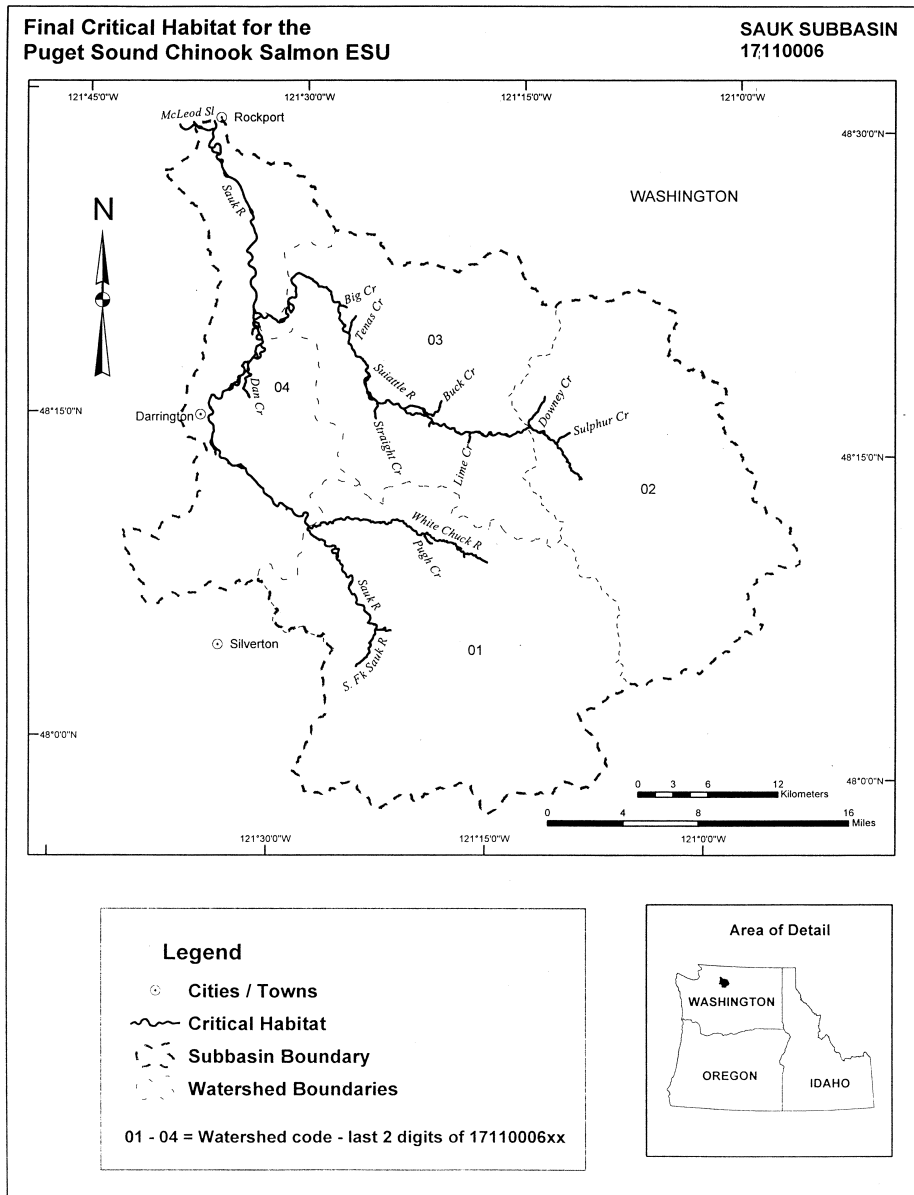 Final Critical Habitat for the
Puget Sound Chinook Salmon ESU
SAUK SUBBASIN
17110006
121°45'0"W
121°30'0"W
121°15'0"W
121°0'0"W
McLeod Sl
Rockport
48°30'0"N
Sauk R
WASHINGTON
N
Big Cr
Tenas Cr
03
Suiattle R
Buck Cr
04
Dan Cr
Downey Cr
48°15'0"N
Darrington
Straight Cr
Lime Cr
Sulphur Cr
48°15'0"N
02
White Chuck R
Pugh Cr
Sauk R
Silverton
S. Fk Sauk R
01
48°0'0"N
48°0'0"N
0 3 6 12
Kilometers
0 4 8 16
Miles
121°30'0"W
121°15'0"W
121°0'0"W
Legend
Cities / Towns
Critical Habitat
Subbasin Boundary
Watershed Boundaries
01 - 04 = Watershed code - last 2 digits of 17110006xx
Area of Detail
WASHINGTON
OREGON
IDAHO